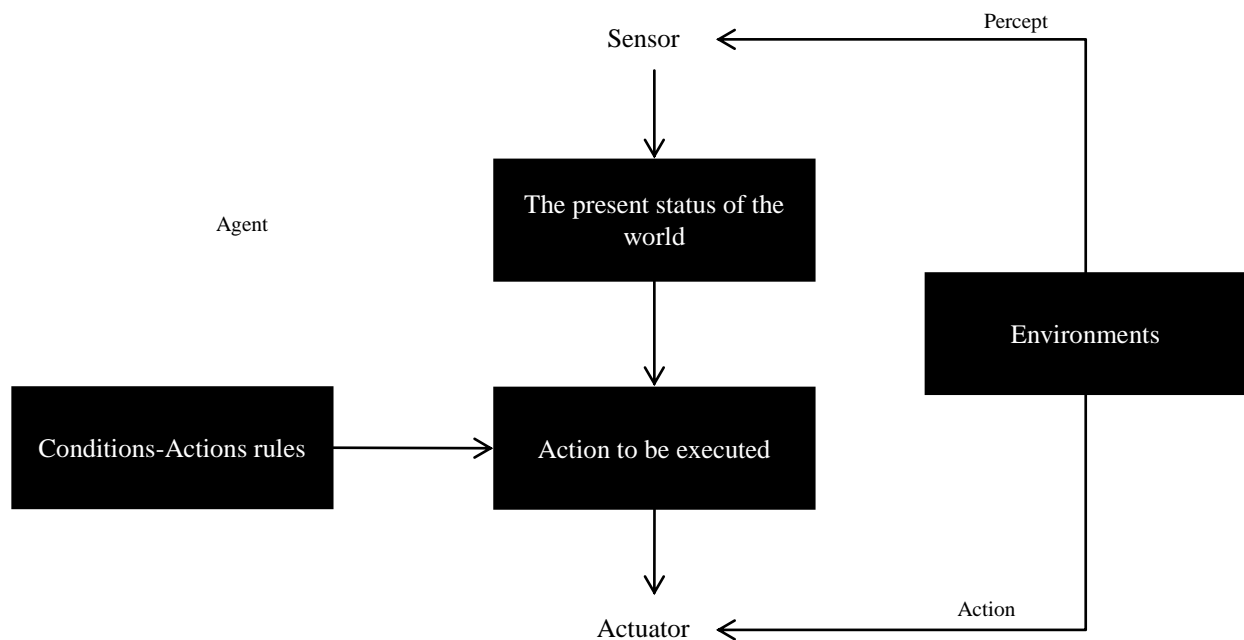 Percept
Sensor
The present status of the
world
Agent
Environments
Conditions-Actions rules
Action to be executed
Action
Actuator